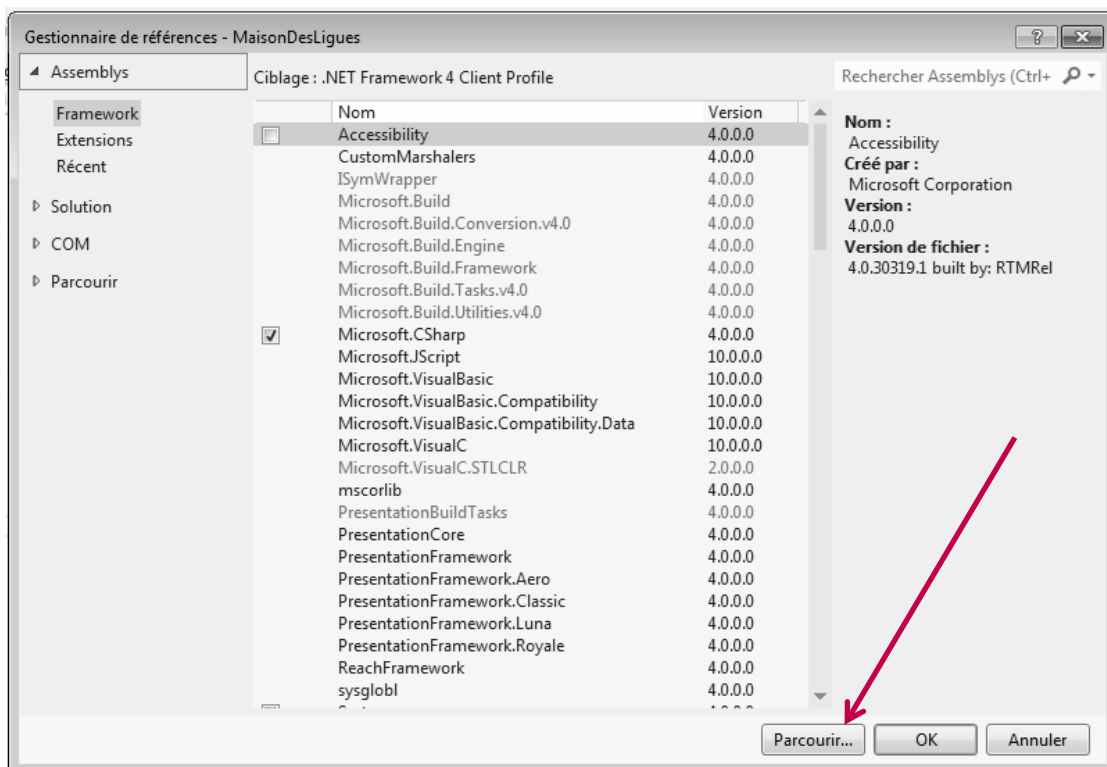 Gestionnaire de références - MaisonDesLigues
Assemblys
Framework
Extensions
Récent
Solution
COM
Parcourir
Ciblage : .NET Framework 4 Client Profile
Nom Version
Accessibility 4.0.0.0
CustomMarshalers 4.0.0.0
ISymWrapper 4.0.0.0
Microsoft.Build 4.0.0.0
Microsoft.Build.Conversion.v4.0 4.0.0.0
Microsoft.Build.Engine 4.0.0.0
Microsoft.Build.Framework 4.0.0.0
Microsoft.Build.Tasks.v4.0 4.0.0.0
Microsoft.Build.Utilities.v4.0 4.0.0.0
Microsoft.CSharp 4.0.0.0
Microsoft.JScript 10.0.0.0
Microsoft.VisualBasic 10.0.0.0
Microsoft.VisualBasic.Compatibility 10.0.0.0
Microsoft.VisualBasic.Compatibility.Data 10.0.0.0
Microsoft.VisualC 10.0.0.0
Microsoft.VisualC.STLCLR 2.0.0.0
mscorlib 4.0.0.0
PresentationBuildTasks 4.0.0.0
PresentationCore 4.0.0.0
PresentationFramework 4.0.0.0
PresentationFramework.Aero 4.0.0.0
PresentationFramework.Classic 4.0.0.0
PresentationFramework.Luna 4.0.0.0
PresentationFramework.Royale 4.0.0.0
ReachFramework 4.0.0.0
sysglobl 4.0.0.0
Rechercher Assemblys (Ctrl+
Nom :
Accessibility
Créé par :
Microsoft Corporation
Version :
4.0.0.0
Version de fichier :
4.0.30319.1 built by: RTMRel
Parcourir... OK Annuler